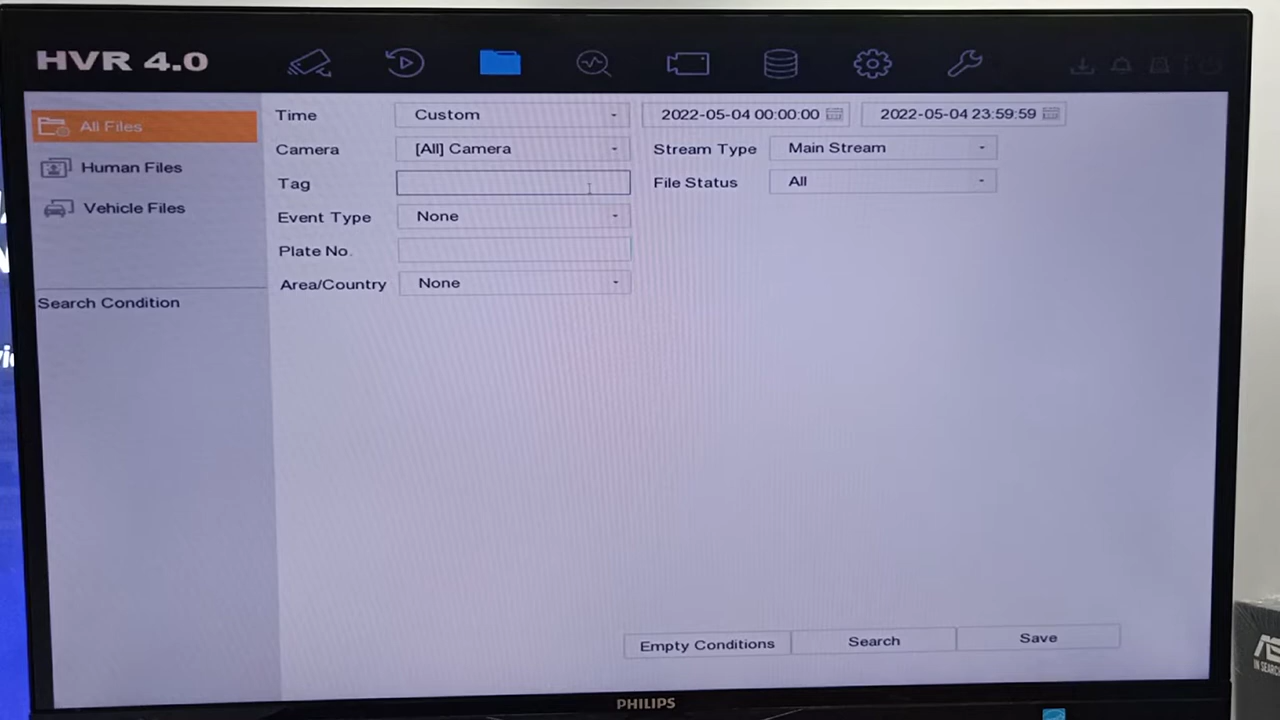 HVR 4.0
All Files
Human Files
Vehicle Files
Search Condition
Time Custom 2022-05-04 00:00:00 2022-05-04 23:59:59
Camera [All] Camera Stream Type Main Stream
Tag File Status All
Event Type None
Plate No.
Area/Country None
Empty Conditions Search Save
PHILIPS
IN SEARC